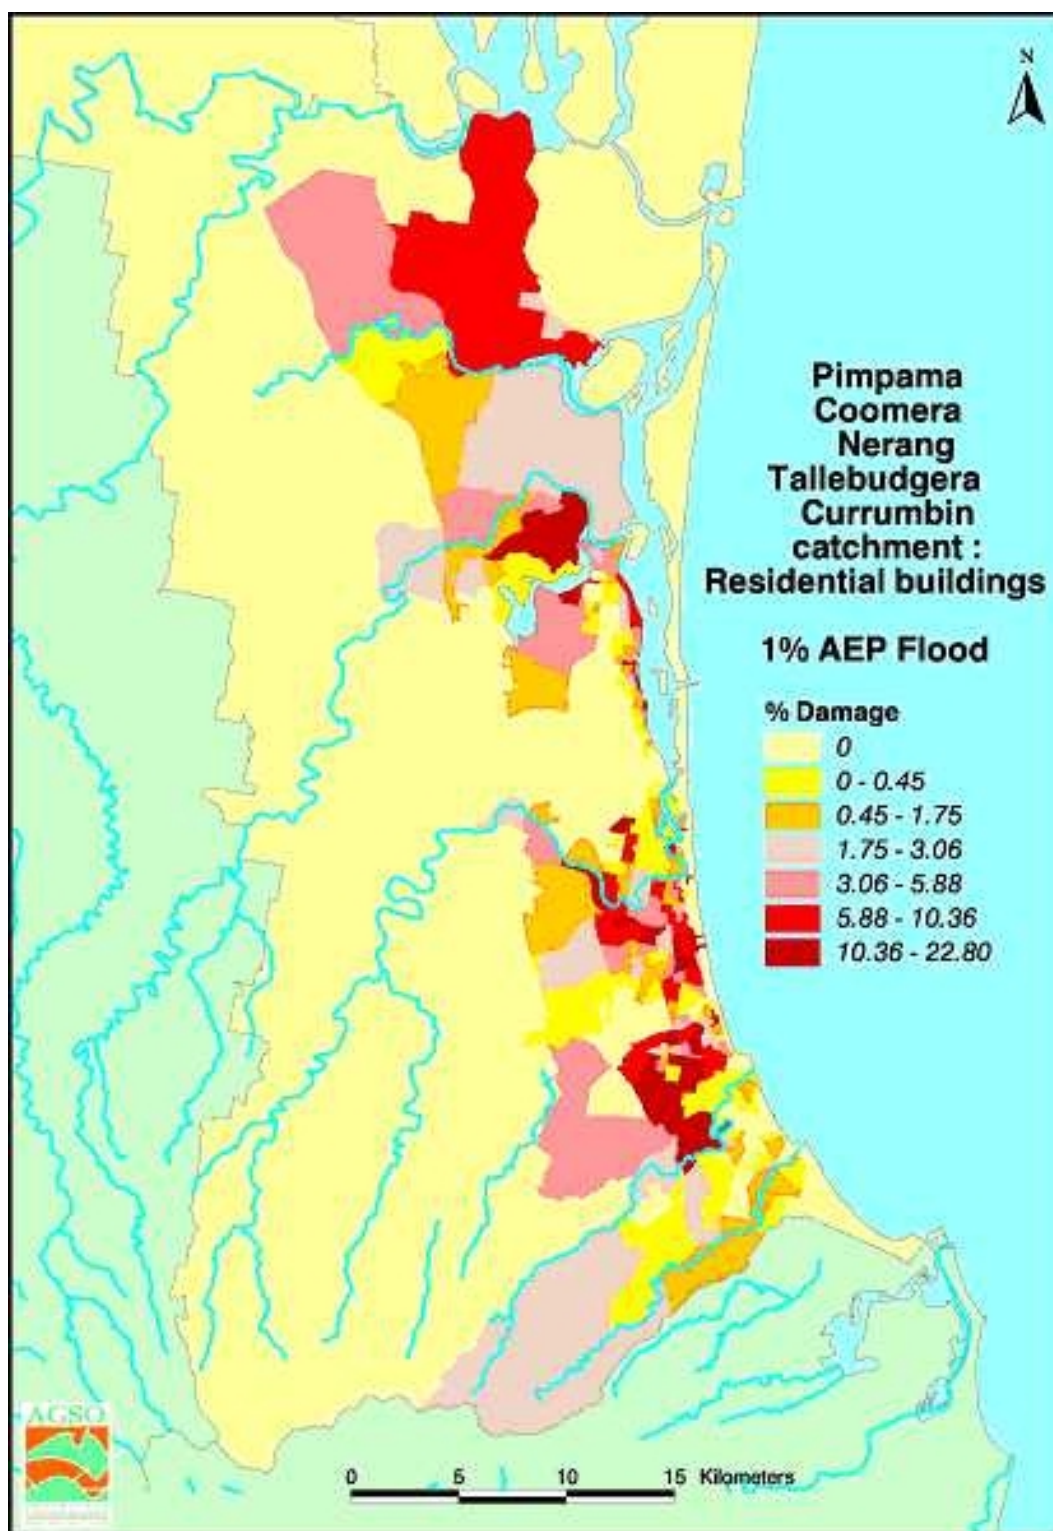 N
Pimpama
Coomera
Nerang
Tallebudgera
Currumbin
catchment :
Residential buildings
1% AEP Flood
% Damage
0
0 - 0.45
0.45 - 1.75
1.75 - 3.06
3.06 - 5.88
5.88 - 10.36
10.36 - 22.80
AGSO
0 5 10 15 Kilometers